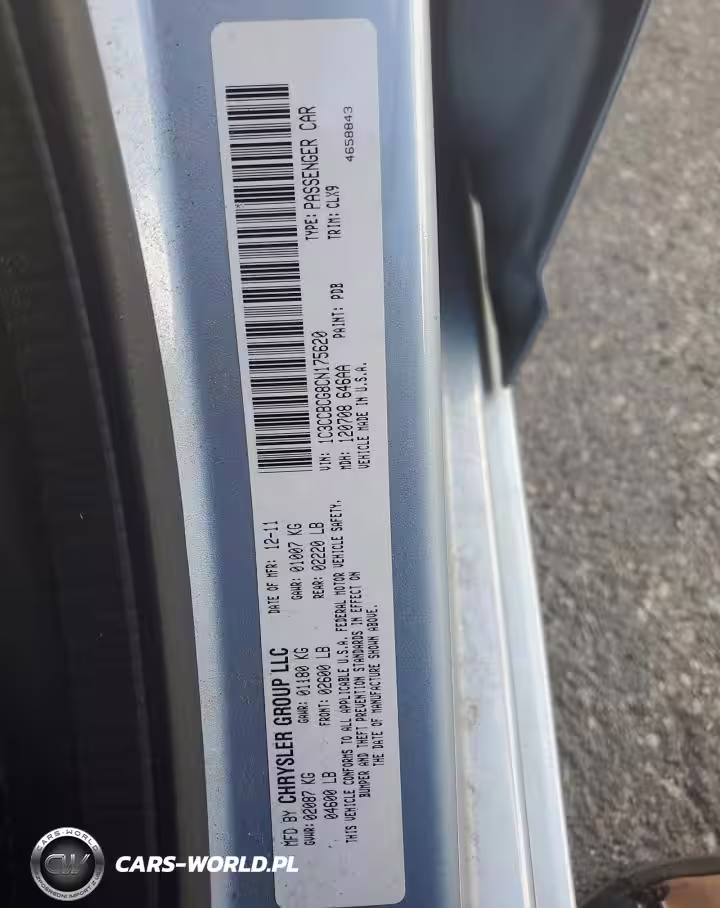 MFD BY CHRYSLER GROUP LLC DATE OF MFR: 12-11
GVWR: 02087 KG GAWR: 01180 KG GAWR: 01007 KG
04600 LB FRONT: 02600 LB REAR: 02220 LB
THIS VEHICLE CONFORMS TO ALL APPLICABLE U.S.A. FEDERAL MOTOR VEHICLE SAFETY,
BUMPER AND THEFT PREVENTION STANDARDS IN EFFECT ON
THE DATE OF MANUFACTURE SHOWN ABOVE.
VIN: 1C3CCBCG8CN175620 TYPE: PASSENGER CAR
MDH: 120708 646AA PAINT: PDB TRIM: CLX9
VEHICLE MADE IN U.S.A. 4658843
CARS-WORLD
CW
CARS-WORLD.PL